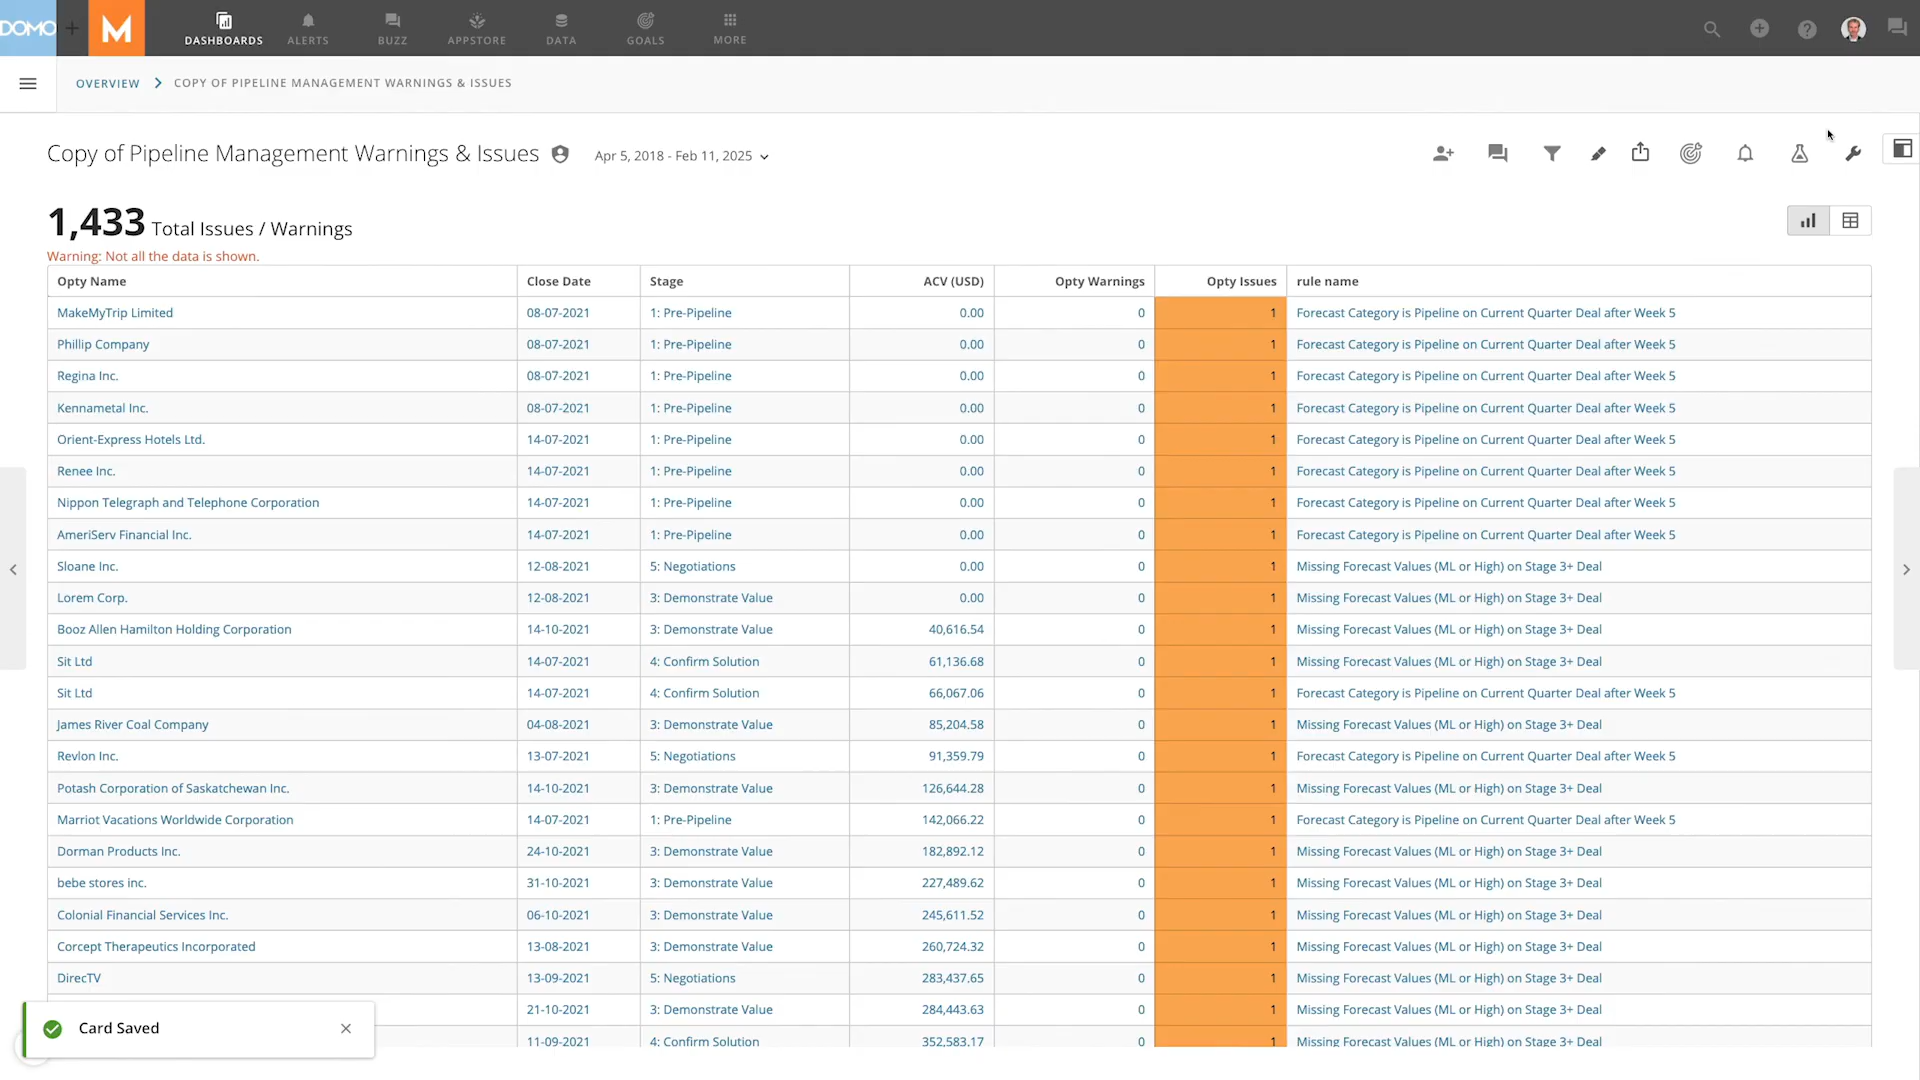 DOMO
DASHBOARDS ALERTS BUZZ APPSTORE DATA GOALS MORE
OVERVIEW COPY OF PIPELINE MANAGEMENT WARNINGS & ISSUES
Copy of Pipeline Management Warnings & Issues Apr 5, 2018 - Feb 11, 2025
1,433 Total Issues / Warnings
Warning: Not all the data is shown.
Opty Name Close Date Stage ACV (USD) Opty Warnings Opty Issues rule name
MakeMyTrip Limited 08-07-2021 1: Pre-Pipeline 0.00 0 1 Forecast Category is Pipeline on Current Quarter Deal after Week 5
Phillip Company 08-07-2021 1: Pre-Pipeline 0.00 0 1 Forecast Category is Pipeline on Current Quarter Deal after Week 5
Regina Inc. 08-07-2021 1: Pre-Pipeline 0.00 0 1 Forecast Category is Pipeline on Current Quarter Deal after Week 5
Kennametal Inc. 08-07-2021 1: Pre-Pipeline 0.00 0 1 Forecast Category is Pipeline on Current Quarter Deal after Week 5
Orient-Express Hotels Ltd. 14-07-2021 1: Pre-Pipeline 0.00 0 1 Forecast Category is Pipeline on Current Quarter Deal after Week 5
Renee Inc. 14-07-2021 1: Pre-Pipeline 0.00 0 1 Forecast Category is Pipeline on Current Quarter Deal after Week 5
Nippon Telegraph and Telephone Corporation 14-07-2021 1: Pre-Pipeline 0.00 0 1 Forecast Category is Pipeline on Current Quarter Deal after Week 5
AmeriServ Financial Inc. 14-07-2021 1: Pre-Pipeline 0.00 0 1 Forecast Category is Pipeline on Current Quarter Deal after Week 5
Sloane Inc. 12-08-2021 5: Negotiations 0.00 0 1 Missing Forecast Values (ML or High) on Stage 3+ Deal
Lorem Corp. 12-08-2021 3: Demonstrate Value 0.00 0 1 Missing Forecast Values (ML or High) on Stage 3+ Deal
Booz Allen Hamilton Holding Corporation 14-10-2021 3: Demonstrate Value 40,616.54 0 1 Missing Forecast Values (ML or High) on Stage 3+ Deal
Sit Ltd 14-07-2021 4: Confirm Solution 61,136.68 0 1 Missing Forecast Values (ML or High) on Stage 3+ Deal
Sit Ltd 14-07-2021 4: Confirm Solution 66,067.06 0 1 Forecast Category is Pipeline on Current Quarter Deal after Week 5
James River Coal Company 04-08-2021 3: Demonstrate Value 85,204.58 0 1 Missing Forecast Values (ML or High) on Stage 3+ Deal
Revlon Inc. 13-07-2021 5: Negotiations 91,359.79 0 1 Forecast Category is Pipeline on Current Quarter Deal after Week 5
Potash Corporation of Saskatchewan Inc. 14-10-2021 3: Demonstrate Value 126,644.28 0 1 Missing Forecast Values (ML or High) on Stage 3+ Deal
Marriot Vacations Worldwide Corporation 14-07-2021 1: Pre-Pipeline 142,066.22 0 1 Forecast Category is Pipeline on Current Quarter Deal after Week 5
Dorman Products Inc. 24-10-2021 3: Demonstrate Value 182,892.12 0 1 Missing Forecast Values (ML or High) on Stage 3+ Deal
bebe stores inc. 31-10-2021 3: Demonstrate Value 227,489.62 0 1 Missing Forecast Values (ML or High) on Stage 3+ Deal
Colonial Financial Services Inc. 06-10-2021 3: Demonstrate Value 245,611.52 0 1 Missing Forecast Values (ML or High) on Stage 3+ Deal
Corcept Therapeutics Incorporated 13-08-2021 3: Demonstrate Value 260,724.32 0 1 Missing Forecast Values (ML or High) on Stage 3+ Deal
DirecTV 13-09-2021 5: Negotiations 283,437.65 0 1 Missing Forecast Values (ML or High) on Stage 3+ Deal
21-10-2021 3: Demonstrate Value 284,443.63 0 1 Missing Forecast Values (ML or High) on Stage 3+ Deal
11-09-2021 4: Confirm Solution 352,583.17 0 1 Missing Forecast Values (ML or High) on Stage 3+ Deal
Card Saved